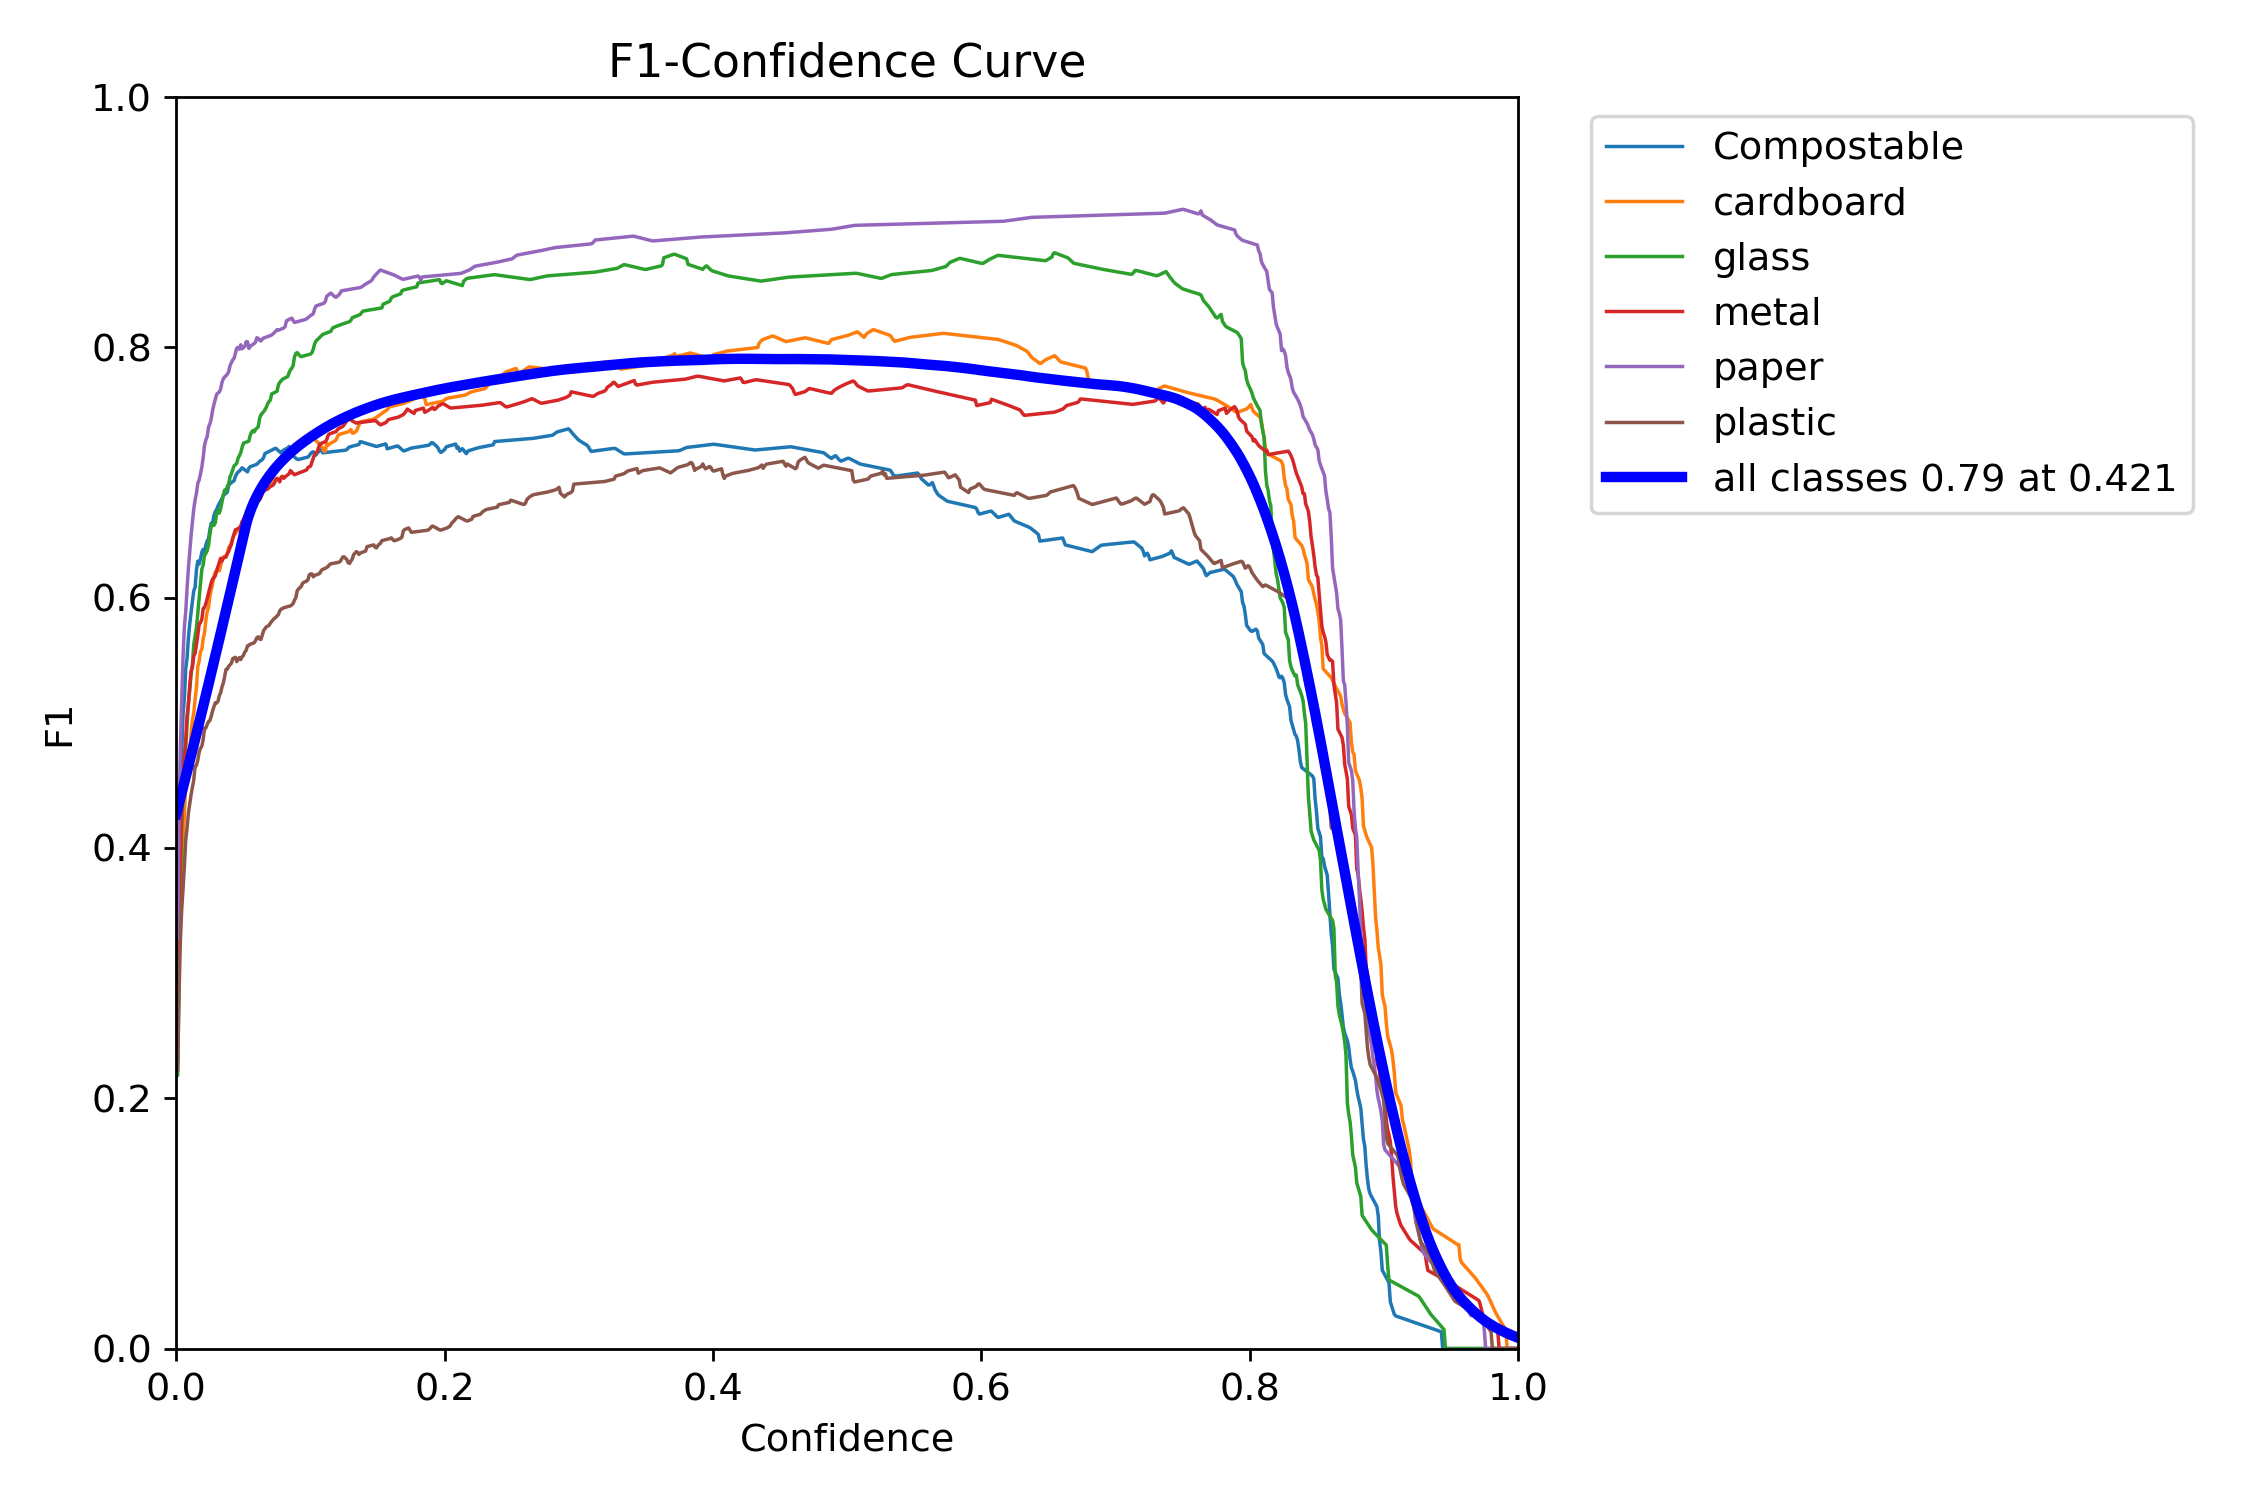 F1-Confidence Curve
1.0
0.8
0.6
0.4
0.2
0.0
F1
0.0 0.2 0.4 0.6 0.8 1.0
Confidence
Compostable
cardboard
glass
metal
paper
plastic
all classes 0.79 at 0.421